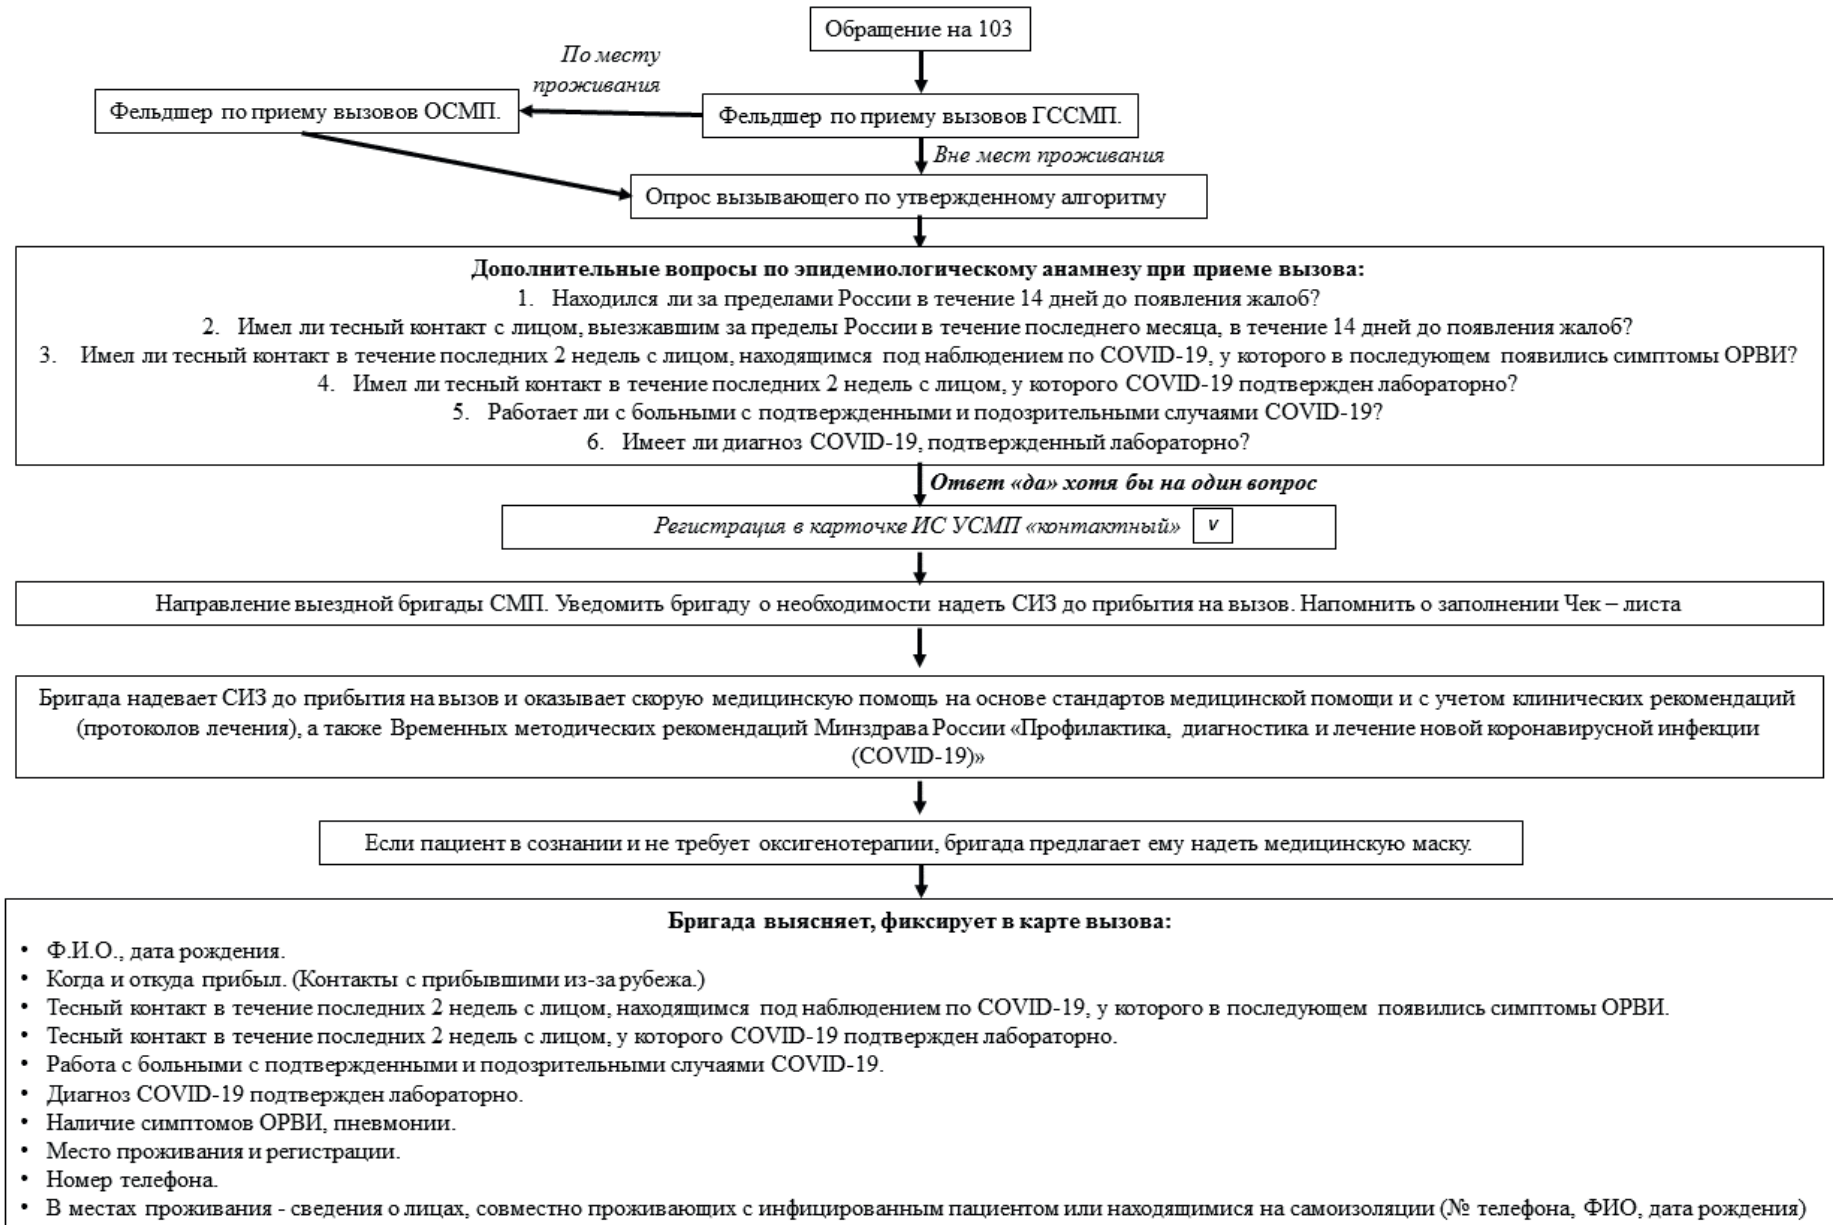 Обращение на 103
По месту
проживания
Фельдшер по приему вызовов ОСМП.
Фельдшер по приему вызовов ГССМП.
Вне мест проживания
Опрос вызывающего по утвержденному алгоритму
Дополнительные вопросы по эпидемиологическому анамнезу при приеме вызова:
1. Находился ли за пределами России в течение 14 дней до появления жалоб?
2. Имел ли тесный контакт с лицом, выезжавшим за пределы России в течение последнего месяца, в течение 14 дней до появления жалоб?
3. Имел ли тесный контакт в течение последних 2 недель с лицом, находящимся под наблюдением по COVID-19, у которого в последующем появились симптомы ОРВИ?
4. Имел ли тесный контакт в течение последних 2 недель с лицом, у которого COVID-19 подтвержден лабораторно?
5. Работает ли с больными с подтвержденными и подозрительными случаями COVID-19?
6. Имеет ли диагноз COVID-19, подтвержденный лабораторно?
Ответ «да» хотя бы на один вопрос
Регистрация в карточке ИС УСМП «контактный» v
Направление выездной бригады СМП. Уведомить бригаду о необходимости надеть СИЗ до прибытия на вызов. Напомнить о заполнении Чек – листа
Бригада надевает СИЗ до прибытия на вызов и оказывает скорую медицинскую помощь на основе стандартов медицинской помощи и с учетом клинических рекомендаций
(протоколов лечения), а также Временных методических рекомендаций Минздрава России «Профилактика, диагностика и лечение новой коронавирусной инфекции
(COVID-19)»
Если пациент в сознании и не требует оксигенотерапии, бригада предлагает ему надеть медицинскую маску.
Бригада выясняет, фиксирует в карте вызова:
• Ф.И.О., дата рождения.
• Когда и откуда прибыл. (Контакты с прибывшими из-за рубежа.)
• Тесный контакт в течение последних 2 недель с лицом, находящимся под наблюдением по COVID-19, у которого в последующем появились симптомы ОРВИ.
• Тесный контакт в течение последних 2 недель с лицом, у которого COVID-19 подтвержден лабораторно.
• Работа с больными с подтвержденными и подозрительными случаями COVID-19.
• Диагноз COVID-19 подтвержден лабораторно.
• Наличие симптомов ОРВИ, пневмонии.
• Место проживания и регистрации.
• Номер телефона.
• В местах проживания - сведения о лицах, совместно проживающих с инфицированным пациентом или находящимися на самоизоляции (№ телефона, ФИО, дата рождения)